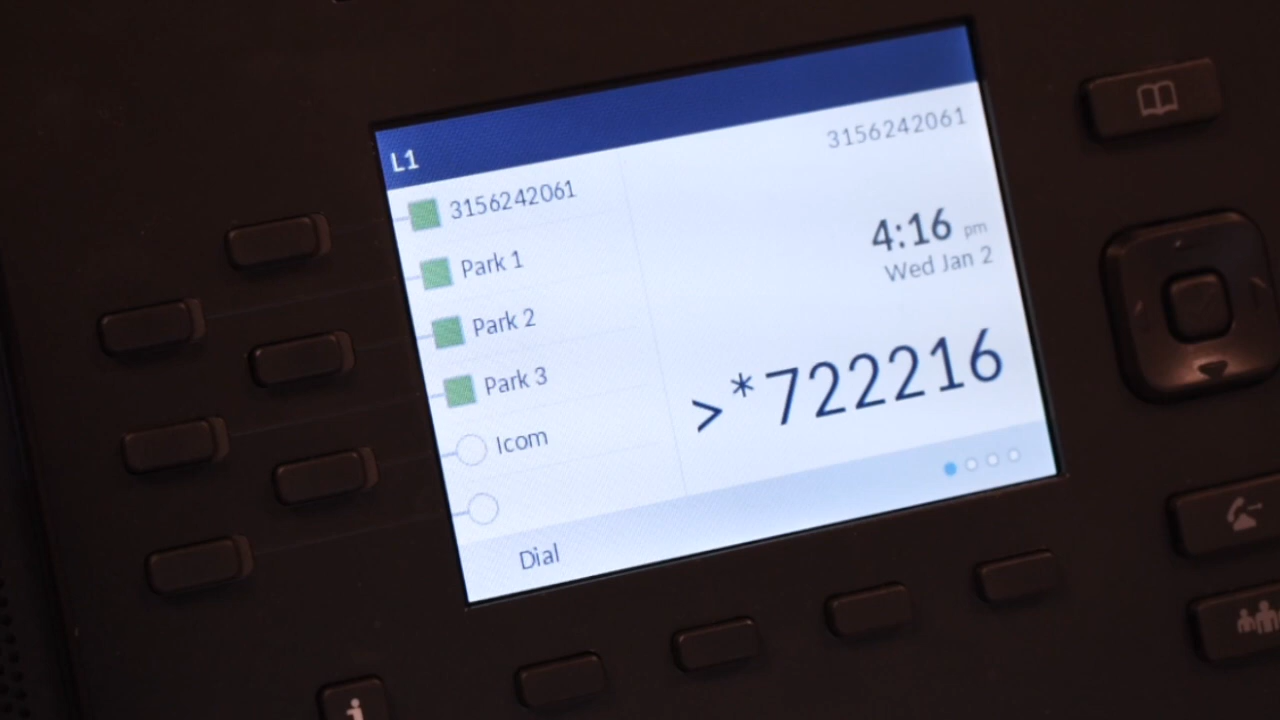 L1
3156242061
3156242061
Park 1
4:16 pm
Wed Jan 2
Park 2
Park 3
>*722216
Icom
Dial